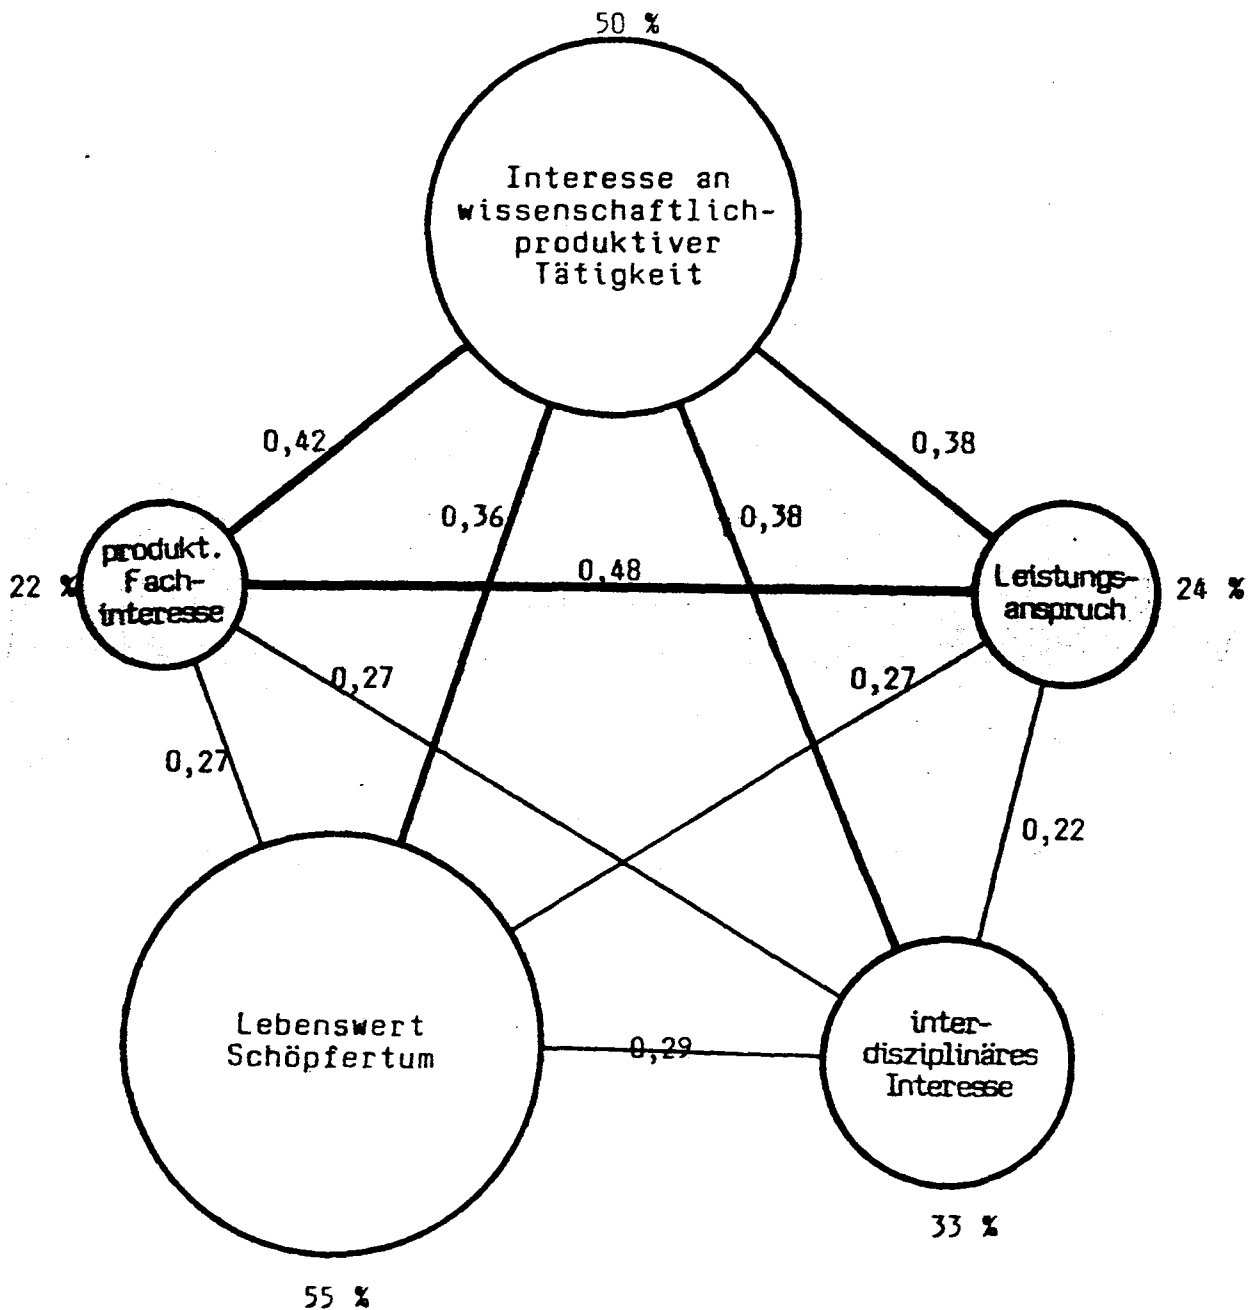 50 %
Interesse an
wissenschaftlich-
produktiver
Tätigkeit
0,42
0,38
0,36
0,38
0,48
produkt.
Fach-
interesse
22 %
Leistungs-
anspruch
24 %
0,27
0,27
0,27
0,22
Lebenswert
Schöpfertum
0,29
inter-
disziplinäres
Interesse
33 %
55 %